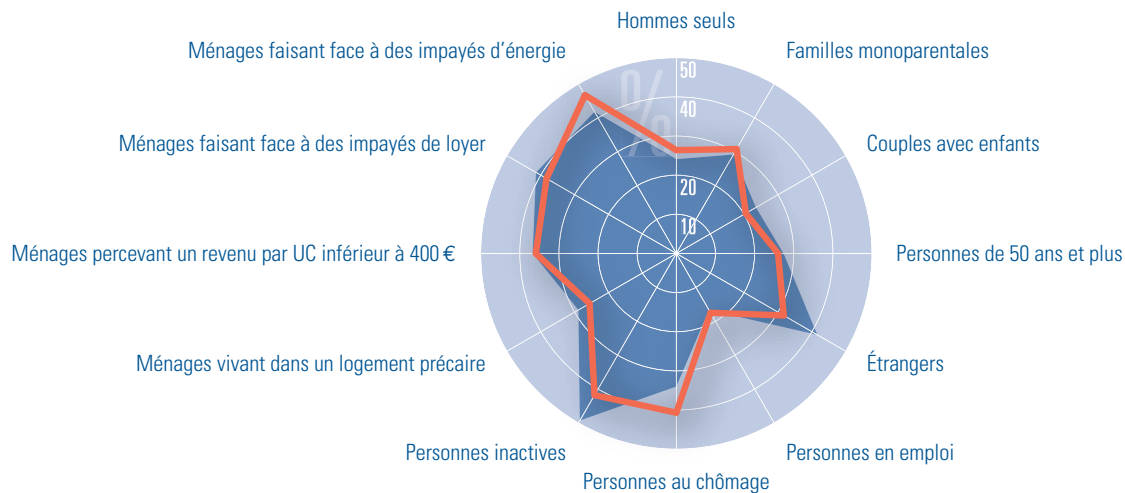 Hommes seuls
Ménages faisant face à des impayés d’énergie
Familles monoparentales
%
50
40
Ménages faisant face à des impayés de loyer
Couples avec enfants
20
10
Ménages percevant un revenu par UC inférieur à 400 €
Personnes de 50 ans et plus
Ménages vivant dans un logement précaire
Étrangers
Personnes inactives
Personnes en emploi
Personnes au chômage